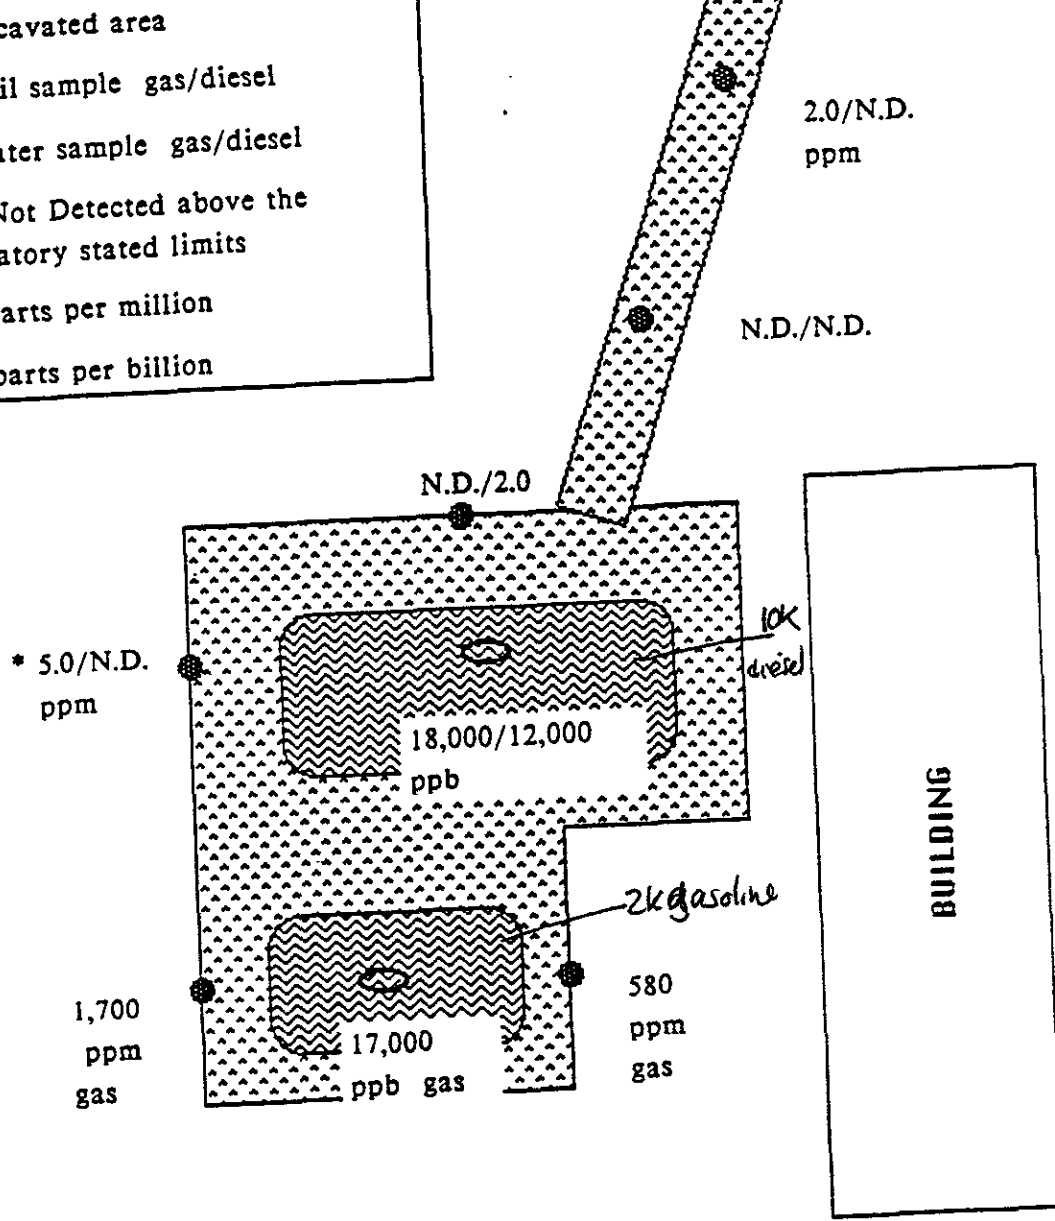 cavated area
il sample gas/diesel
ater sample gas/diesel
Not Detected above the
atory stated limits
arts per million
parts per billion
2.0/N.D.
ppm
N.D./N.D.
N.D./2.0
* 5.0/N.D.
ppm
10K
diesel
18,000/12,000
ppb
BUILDING
2K gasoline
1,700
ppm
gas
17,000
ppb gas
580
ppm
gas